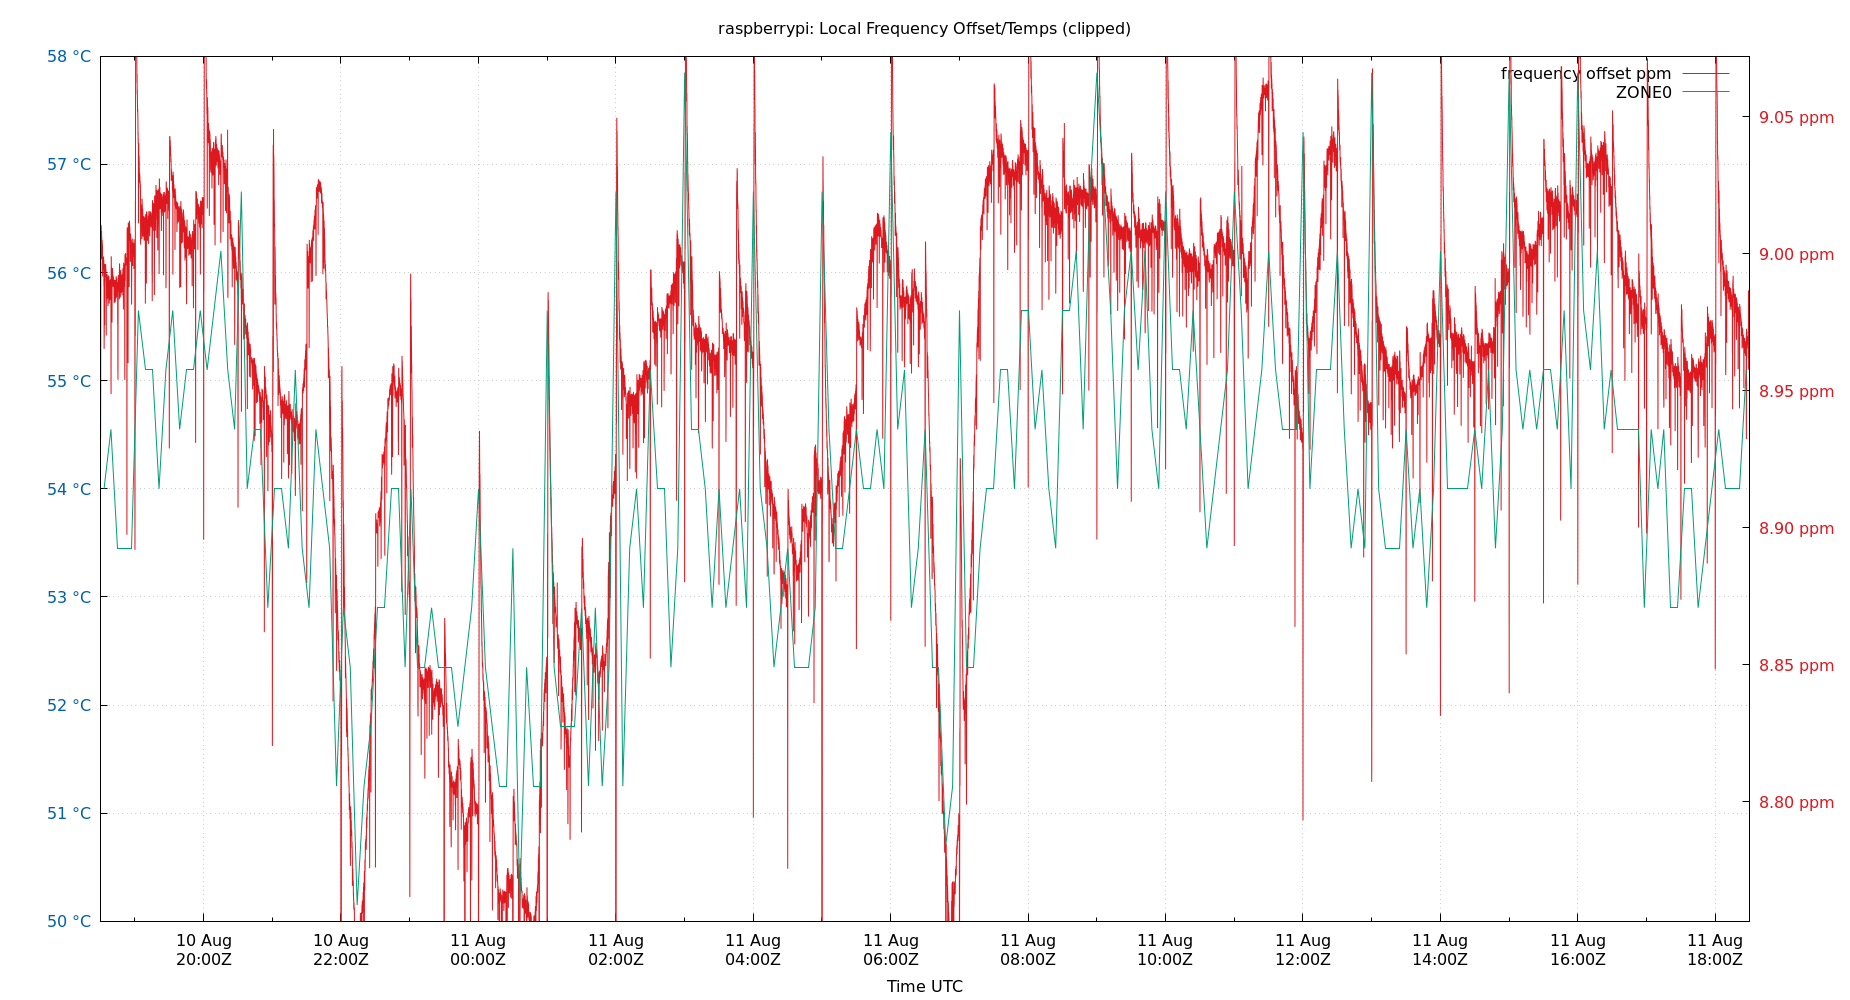 raspberrypi: Local Frequency Offset/Temps (clipped)
58 °C
57 °C
56 °C
55 °C
54 °C
53 °C
52 °C
51 °C
50 °C
frequency offset ppm
ZONE0
9.05 ppm
9.00 ppm
8.95 ppm
8.90 ppm
8.85 ppm
8.80 ppm
10 Aug 10 Aug 11 Aug 11 Aug 11 Aug 11 Aug 11 Aug 11 Aug 11 Aug 11 Aug 11 Aug 11 Aug
20:00Z 22:00Z 00:00Z 02:00Z 04:00Z 06:00Z 08:00Z 10:00Z 12:00Z 14:00Z 16:00Z 18:00Z
Time UTC